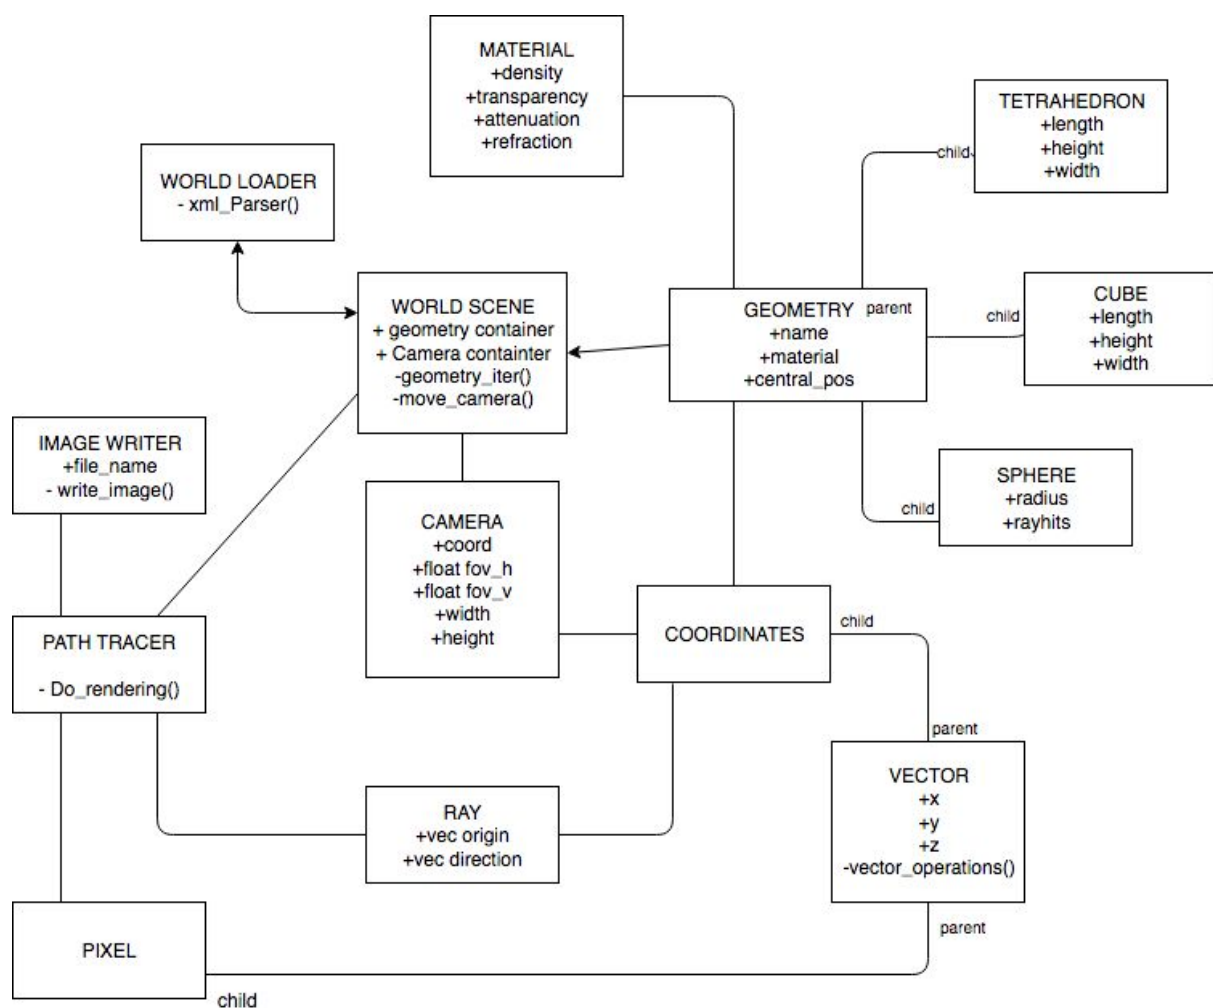 MATERIAL
+density
+transparency
+attenuation
+refraction
TETRAHEDRON
+length
+height
+width
child
WORLD LOADER
- xml_Parser()
WORLD SCENE
+ geometry container
+ Camera containter
-geometry_iter()
-move_camera()
GEOMETRY
parent
+name
+material
+central_pos
child
CUBE
+length
+height
+width
IMAGE WRITER
+file_name
- write_image()
CAMERA
+coord
+float fov_h
+float fov_v
+width
+height
child
SPHERE
+radius
+rayhits
PATH TRACER
- Do_rendering()
COORDINATES
child
parent
VECTOR
+x
+y
+z
-vector_operations()
RAY
+vec origin
+vec direction
parent
PIXEL
child